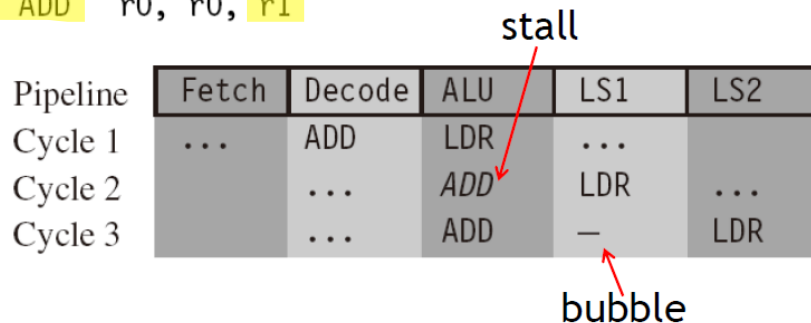 ADD r0, r0, r1
stall
Pipeline Fetch Decode ALU LS1 LS2
Cycle 1 ... ADD LDR ...
Cycle 2 ... ADD LDR ...
Cycle 3 ... ADD – LDR
bubble